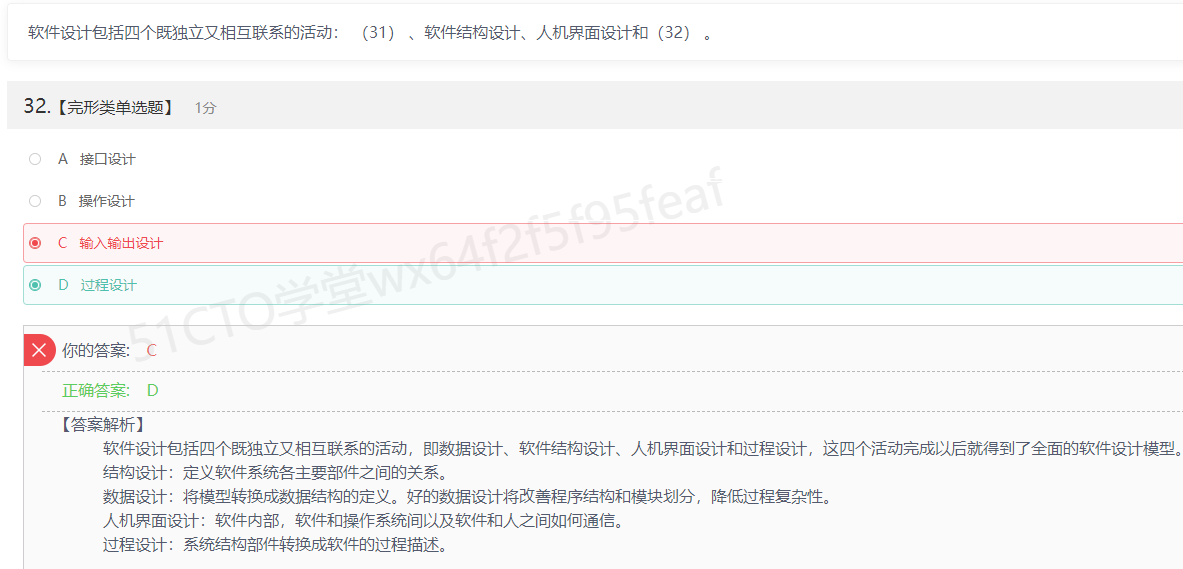 软件设计包括四个既独立又相互联系的活动： （31） 、软件结构设计、人机界面设计和（32） 。
32.【完形类单选题】 1分
A 接口设计
B 操作设计
C 输入输出设计
D 过程设计
51CTO学堂wx64f2f5f95feaf
你的答案: C
正确答案: D
【答案解析】
软件设计包括四个既独立又相互联系的活动，即数据设计、软件结构设计、人机界面设计和过程设计，这四个活动完成以后就得到了全面的软件设计模型。
结构设计：定义软件系统各主要部件之间的关系。
数据设计：将模型转换成数据结构的定义。好的数据设计将改善程序结构和模块划分，降低过程复杂性。
人机界面设计：软件内部，软件和操作系统间以及软件和人之间如何通信。
过程设计：系统结构部件转换成软件的过程描述。